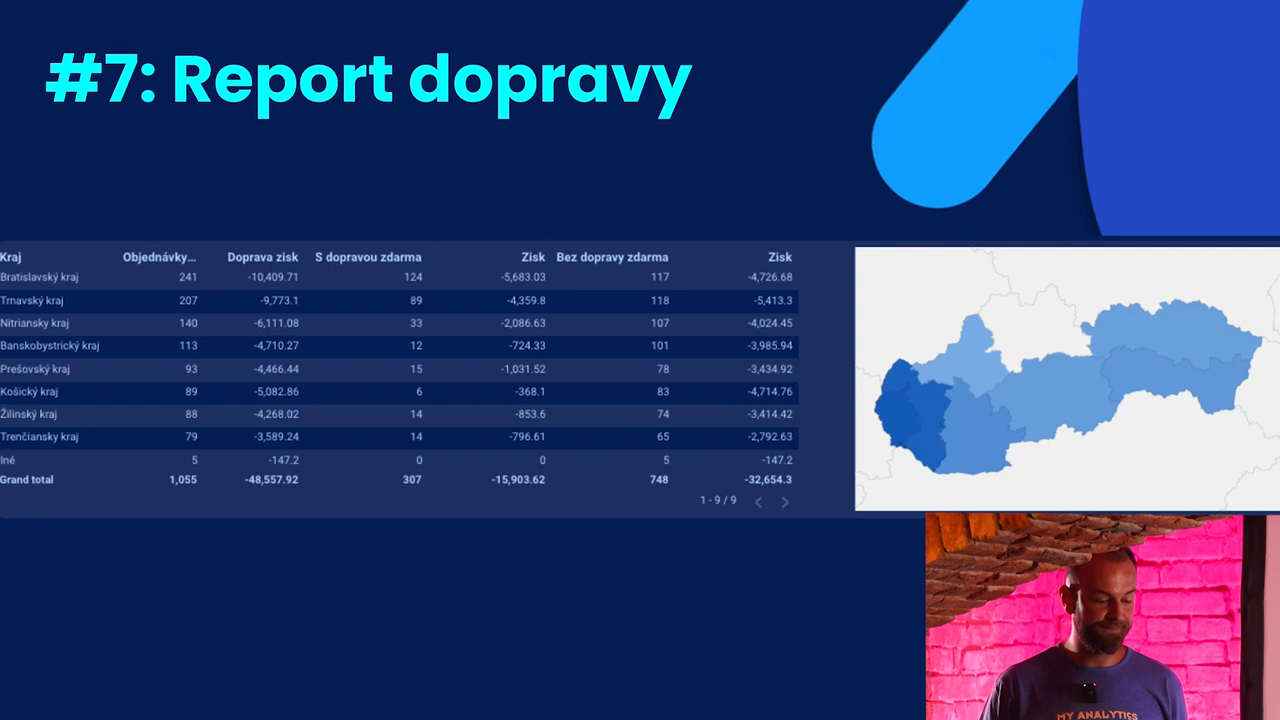 #7: Report dopravy
Kraj Objednávky... Doprava zisk S dopravou zdarma Zisk Bez dopravy zdarma Zisk
Bratislavský kraj 241 -10,409.71 124 -5,683.03 117 -4,726.68
Trnavský kraj 207 -9,773.1 89 -4,359.8 118 -5,413.3
Nitriansky kraj 140 -6,111.08 33 -2,086.63 107 -4,024.45
Banskobystrický kraj 113 -4,710.27 12 -724.33 101 -3,985.94
Prešovský kraj 93 -4,466.44 15 -1,031.52 78 -3,434.92
Košický kraj 89 -5,082.86 6 -368.1 83 -4,714.76
Žilinský kraj 88 -4,268.02 14 -853.6 74 -3,414.42
Trenčiansky kraj 79 -3,589.24 14 -796.61 65 -2,792.63
Iné 5 -147.2 0 0 5 -147.2
Grand total 1,055 -48,557.92 307 -15,903.62 748 -32,654.3
1 - 9 / 9
MY ANALYTICS